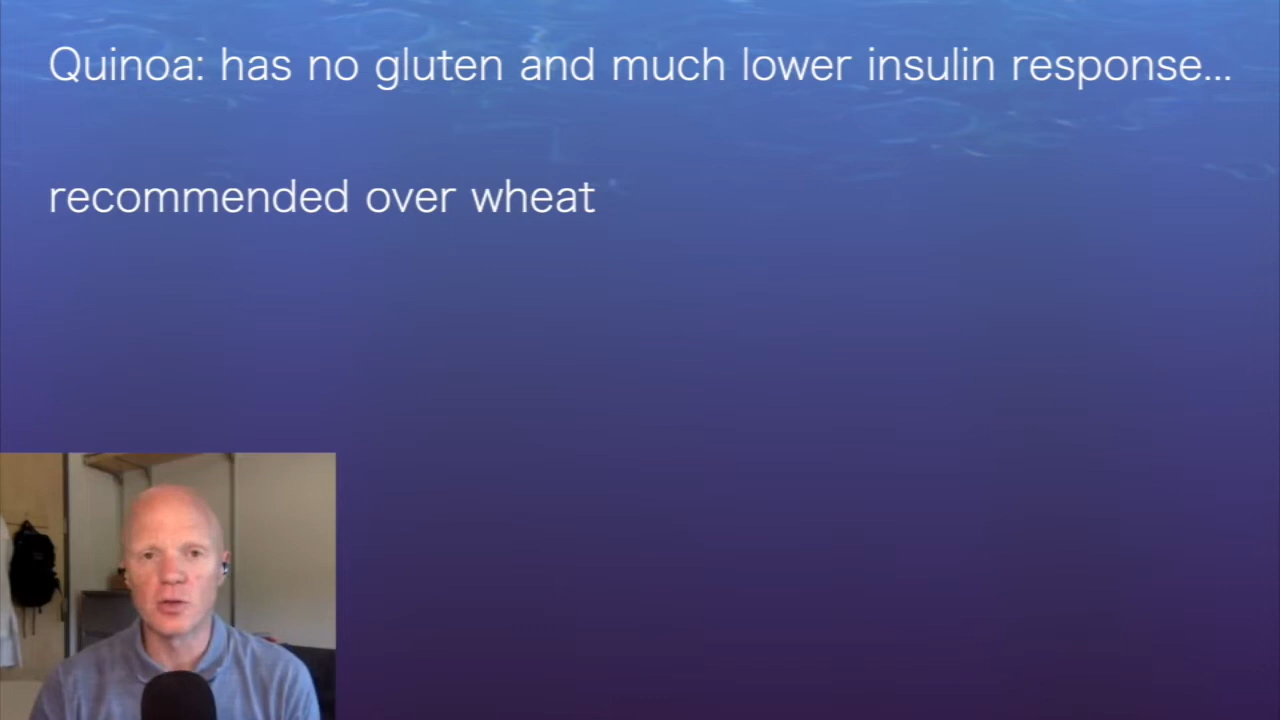 Quinoa: has no gluten and much lower insulin response...
recommended over wheat